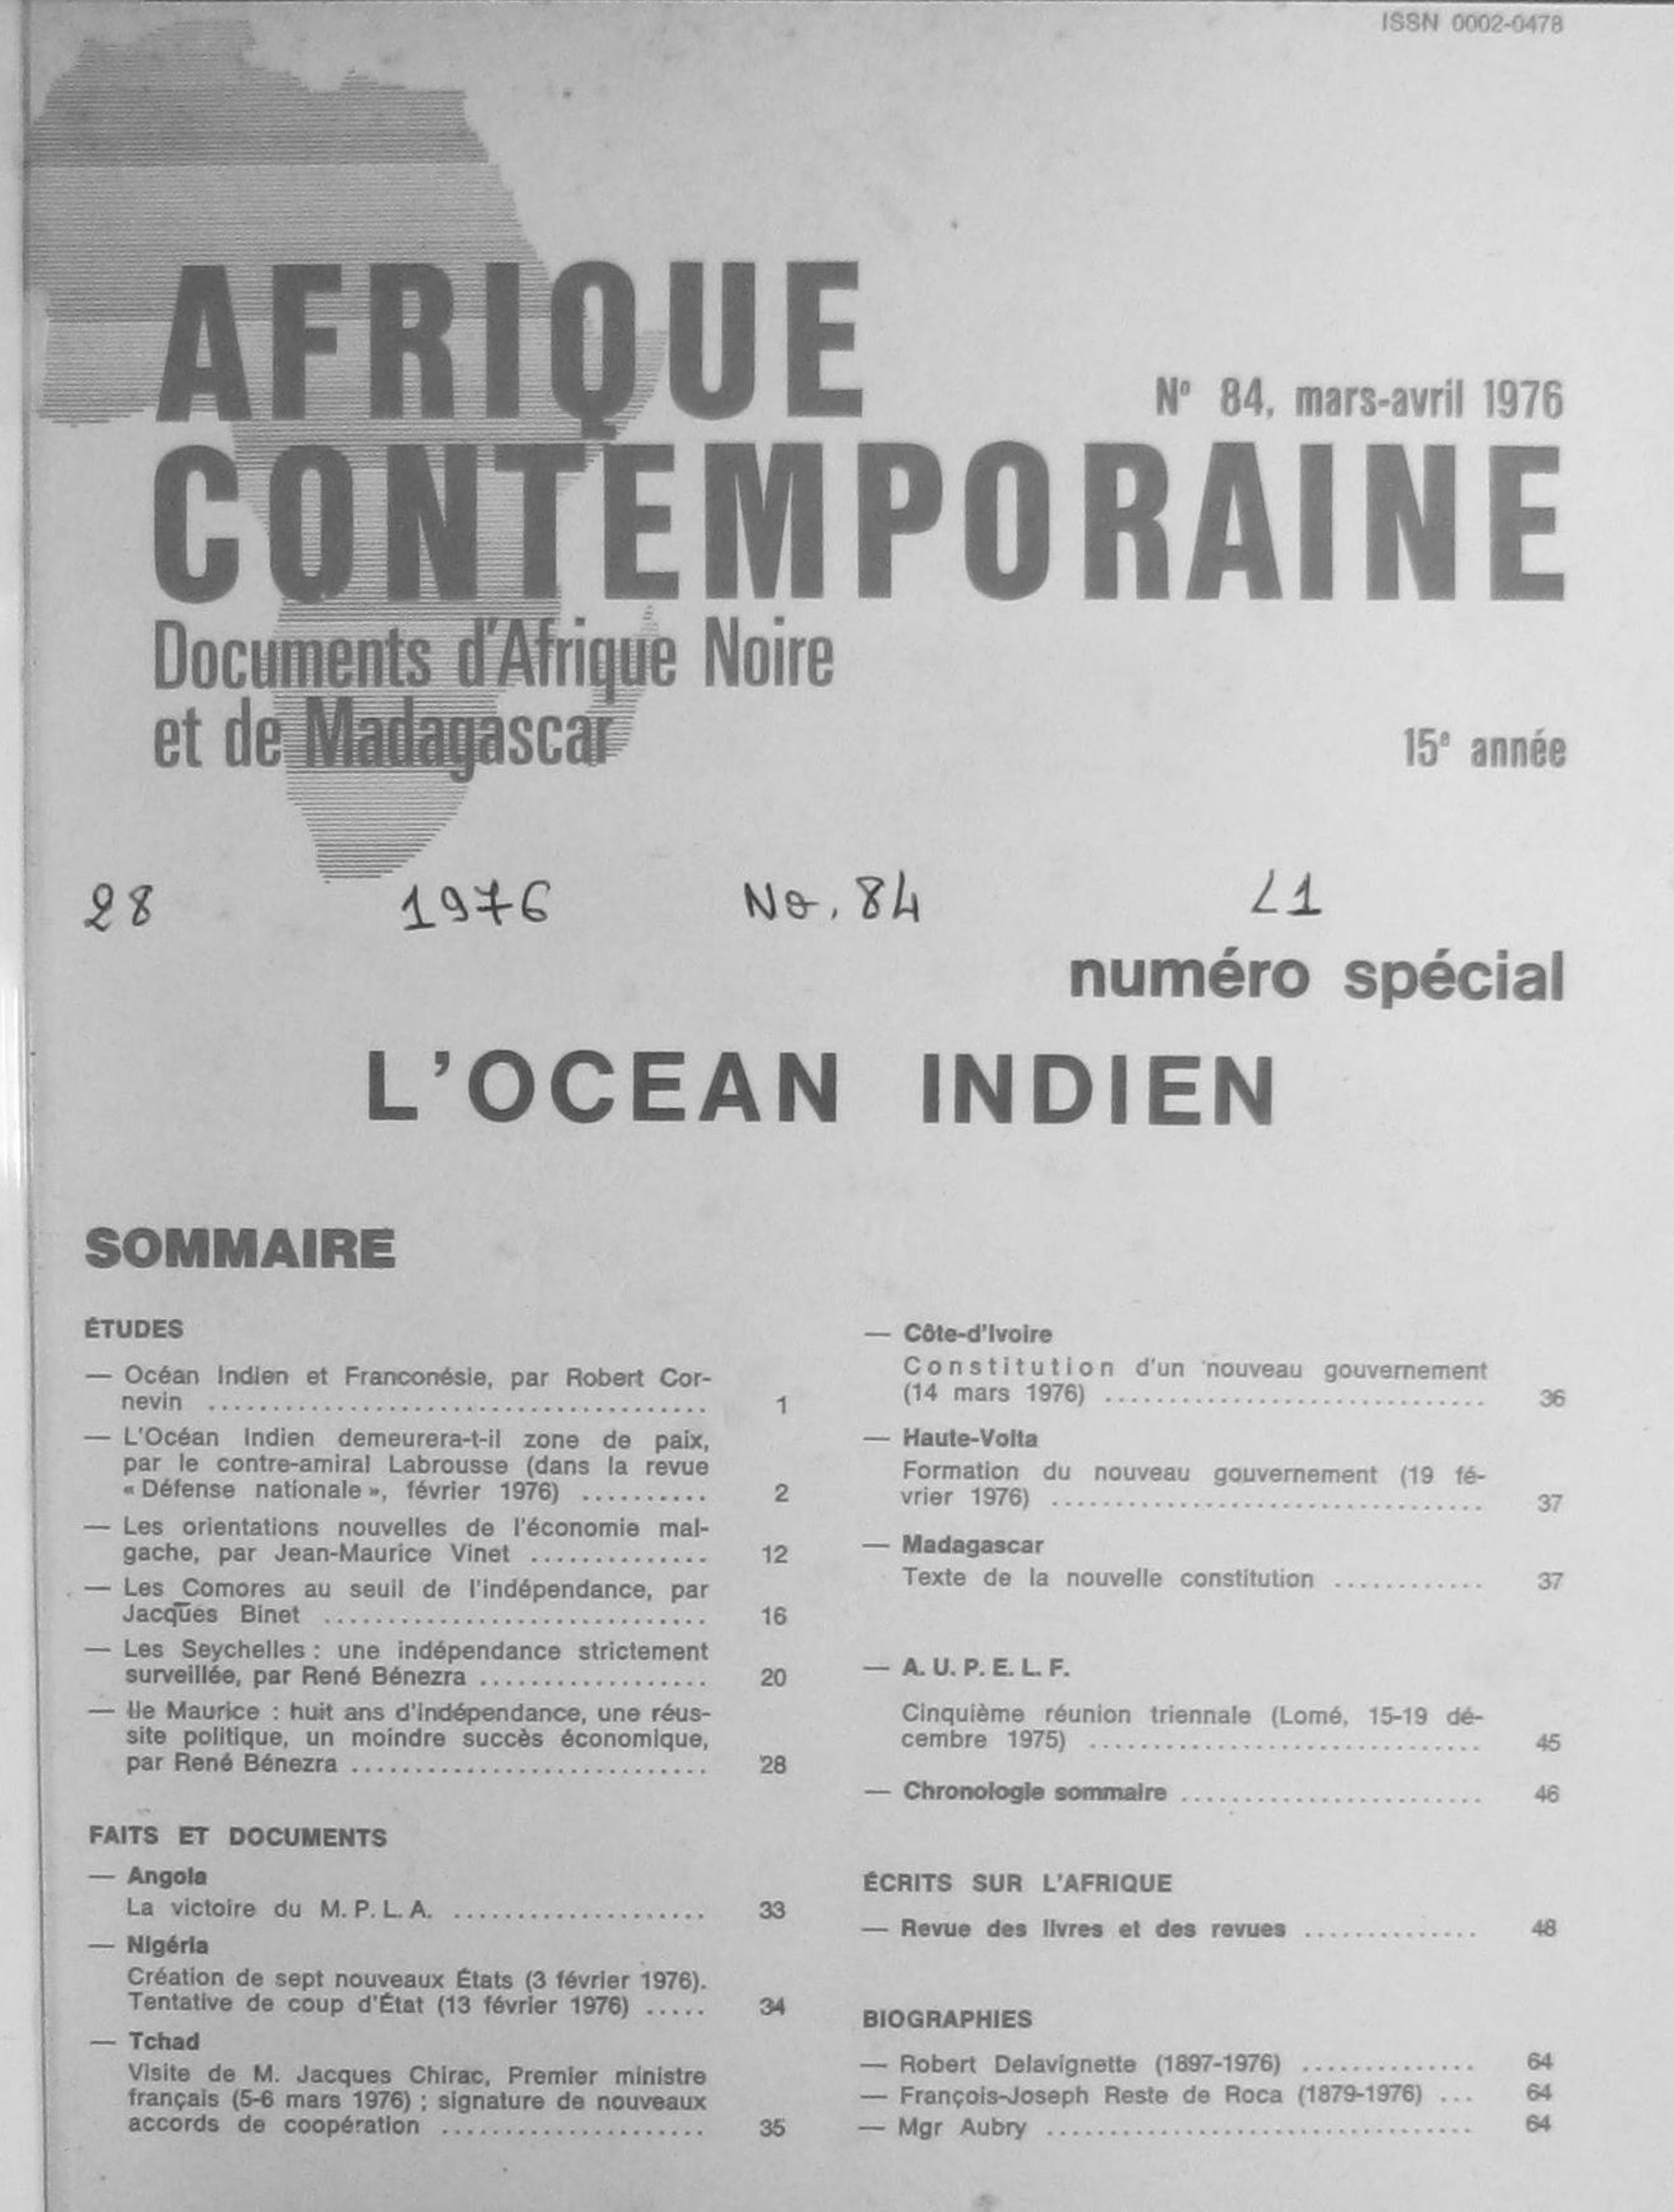 ISSN 0002-0478
AFRIQUE
Nº 84, mars-avril 1976
CONTEMPORAINE
Documents d'Afrique Noire
et de Madagascar
15e année
28 1976 No. 84 L1
numéro spécial
L'OCEAN INDIEN
SOMMAIRE
ÉTUDES
— Océan Indien et Franconésie, par Robert Cor-
nevin ...................................... 1
— L'Océan Indien demeurera-t-il zone de paix,
par le contre-amiral Labrousse (dans la revue
« Défense nationale », février 1976) .......... 2
— Les orientations nouvelles de l'économie mal-
gache, par Jean-Maurice Vinet .............. 12
— Les Comores au seuil de l'indépendance, par
Jacques Binet .............................. 16
— Les Seychelles : une indépendance strictement
surveillée, par René Bénezra .................. 20
— Ile Maurice : huit ans d'indépendance, une réus-
site politique, un moindre succès économique,
par René Bénezra ............................ 28
FAITS ET DOCUMENTS
— Angola
La victoire du M.P.L.A. .................... 33
— Nigéria
Création de sept nouveaux États (3 février 1976).
Tentative de coup d'État (13 février 1976) ..... 34
— Tchad
Visite de M. Jacques Chirac, Premier ministre
français (5-6 mars 1976) ; signature de nouveaux
accords de coopération ..................... 35
— Côte-d'Ivoire
Constitution d'un nouveau gouvernement
(14 mars 1976) .............................. 36
— Haute-Volta
Formation du nouveau gouvernement (19 fé-
vrier 1976) .................................. 37
— Madagascar
Texte de la nouvelle constitution ............ 37
— A.U.P.E.L.F.
Cinquième réunion triennale (Lomé, 15-19 dé-
cembre 1975) ............................... 45
— Chronologie sommaire ....................... 46
ÉCRITS SUR L'AFRIQUE
— Revue des livres et des revues .............. 48
BIOGRAPHIES
— Robert Delavignette (1897-1976) .............. 64
— François-Joseph Reste de Roca (1879-1976) ... 64
— Mgr Aubry .................................. 64